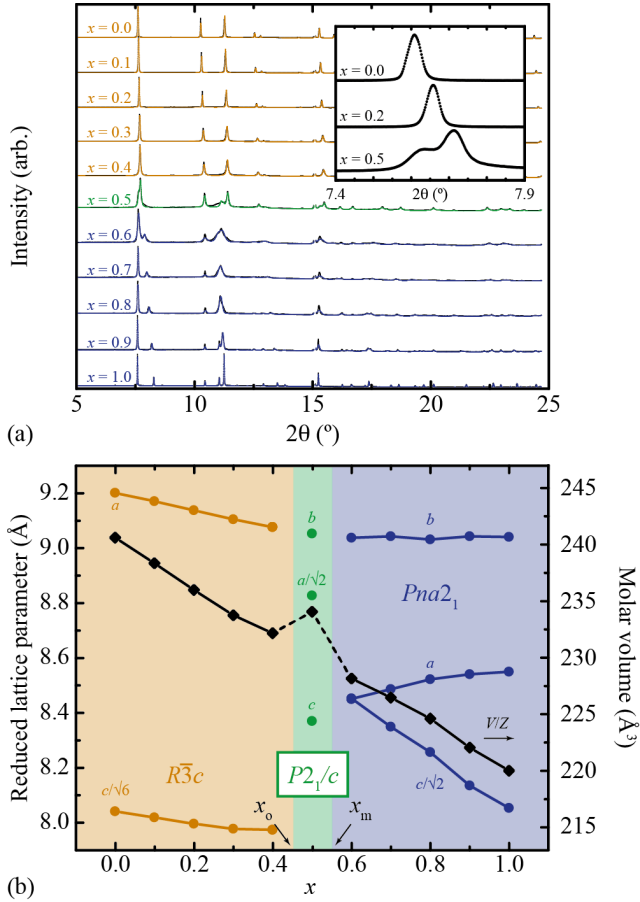 x = 0.0
x = 0.1
x = 0.2
x = 0.3
x = 0.4
x = 0.5
x = 0.6
x = 0.7
x = 0.8
x = 0.9
x = 1.0
Intensity (arb.)
x = 0.0
x = 0.2
x = 0.5
7.4 2θ (º) 7.9
5 10 15 20 25
2θ (º)
(a)
Reduced lattice parameter (Å)
9.2
9.0
8.8
8.6
8.4
8.2
8.0
a
c/√6
R3̅c
b
a/√2
c
P2₁/c
xₒ
xₘ
b
Pna2₁
a
V/Z
c/√2
245
240
235
230
225
220
215
Molar volume (Å³)
0.0 0.2 0.4 0.6 0.8 1.0
x
(b)